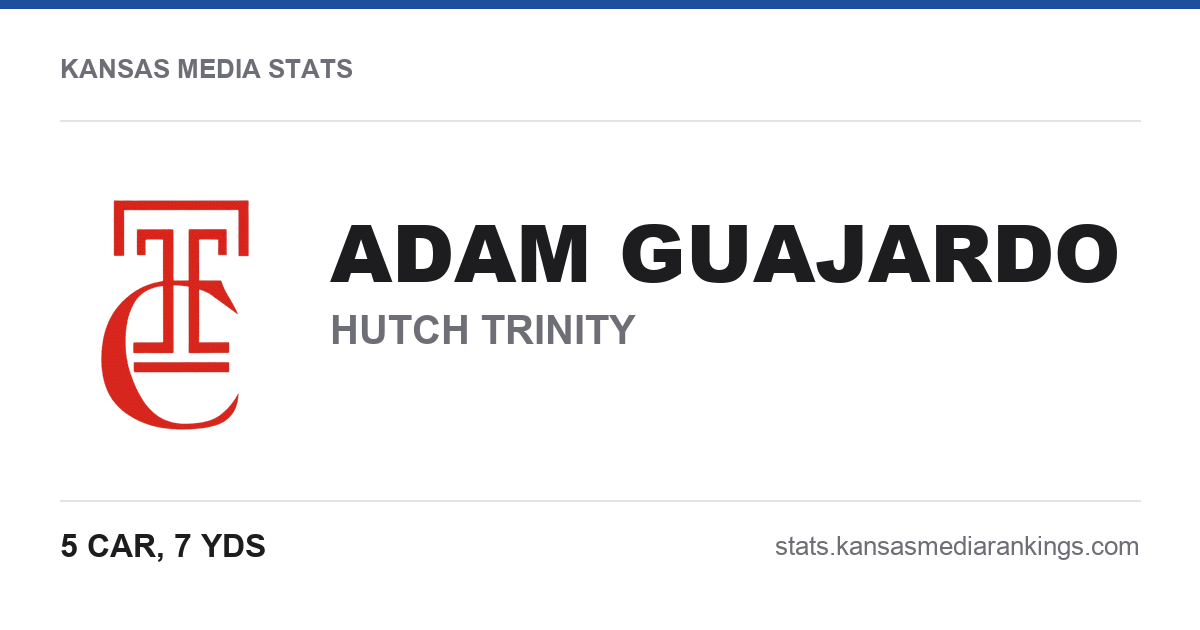 KANSAS MEDIA STATS
ADAM GUAJARDO
HUTCH TRINITY
5 CAR, 7 YDS
stats.kansasmediarankings.com